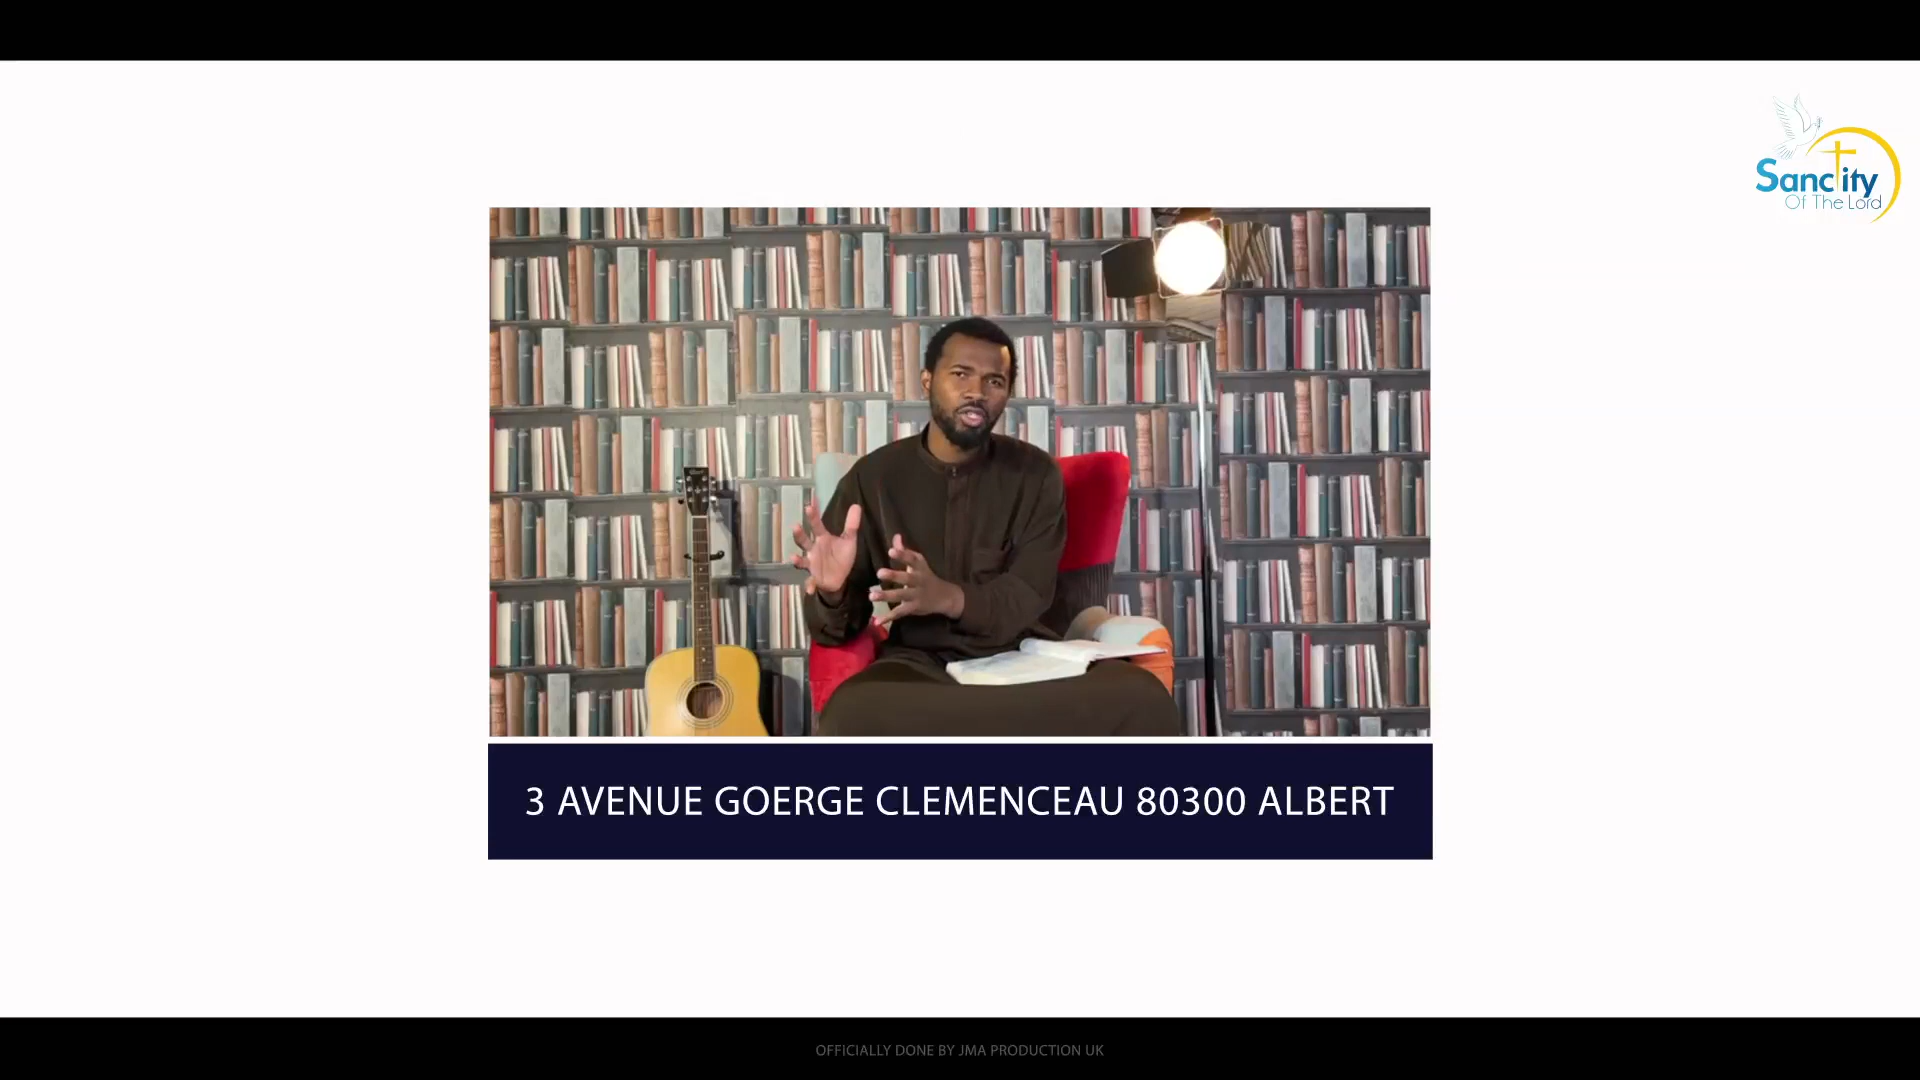 Sanctity
Of The Lord
3 AVENUE GOERGE CLEMENCEAU 80300 ALBERT
OFFiCIALLY DONE BY JMA PRODUCTION UK